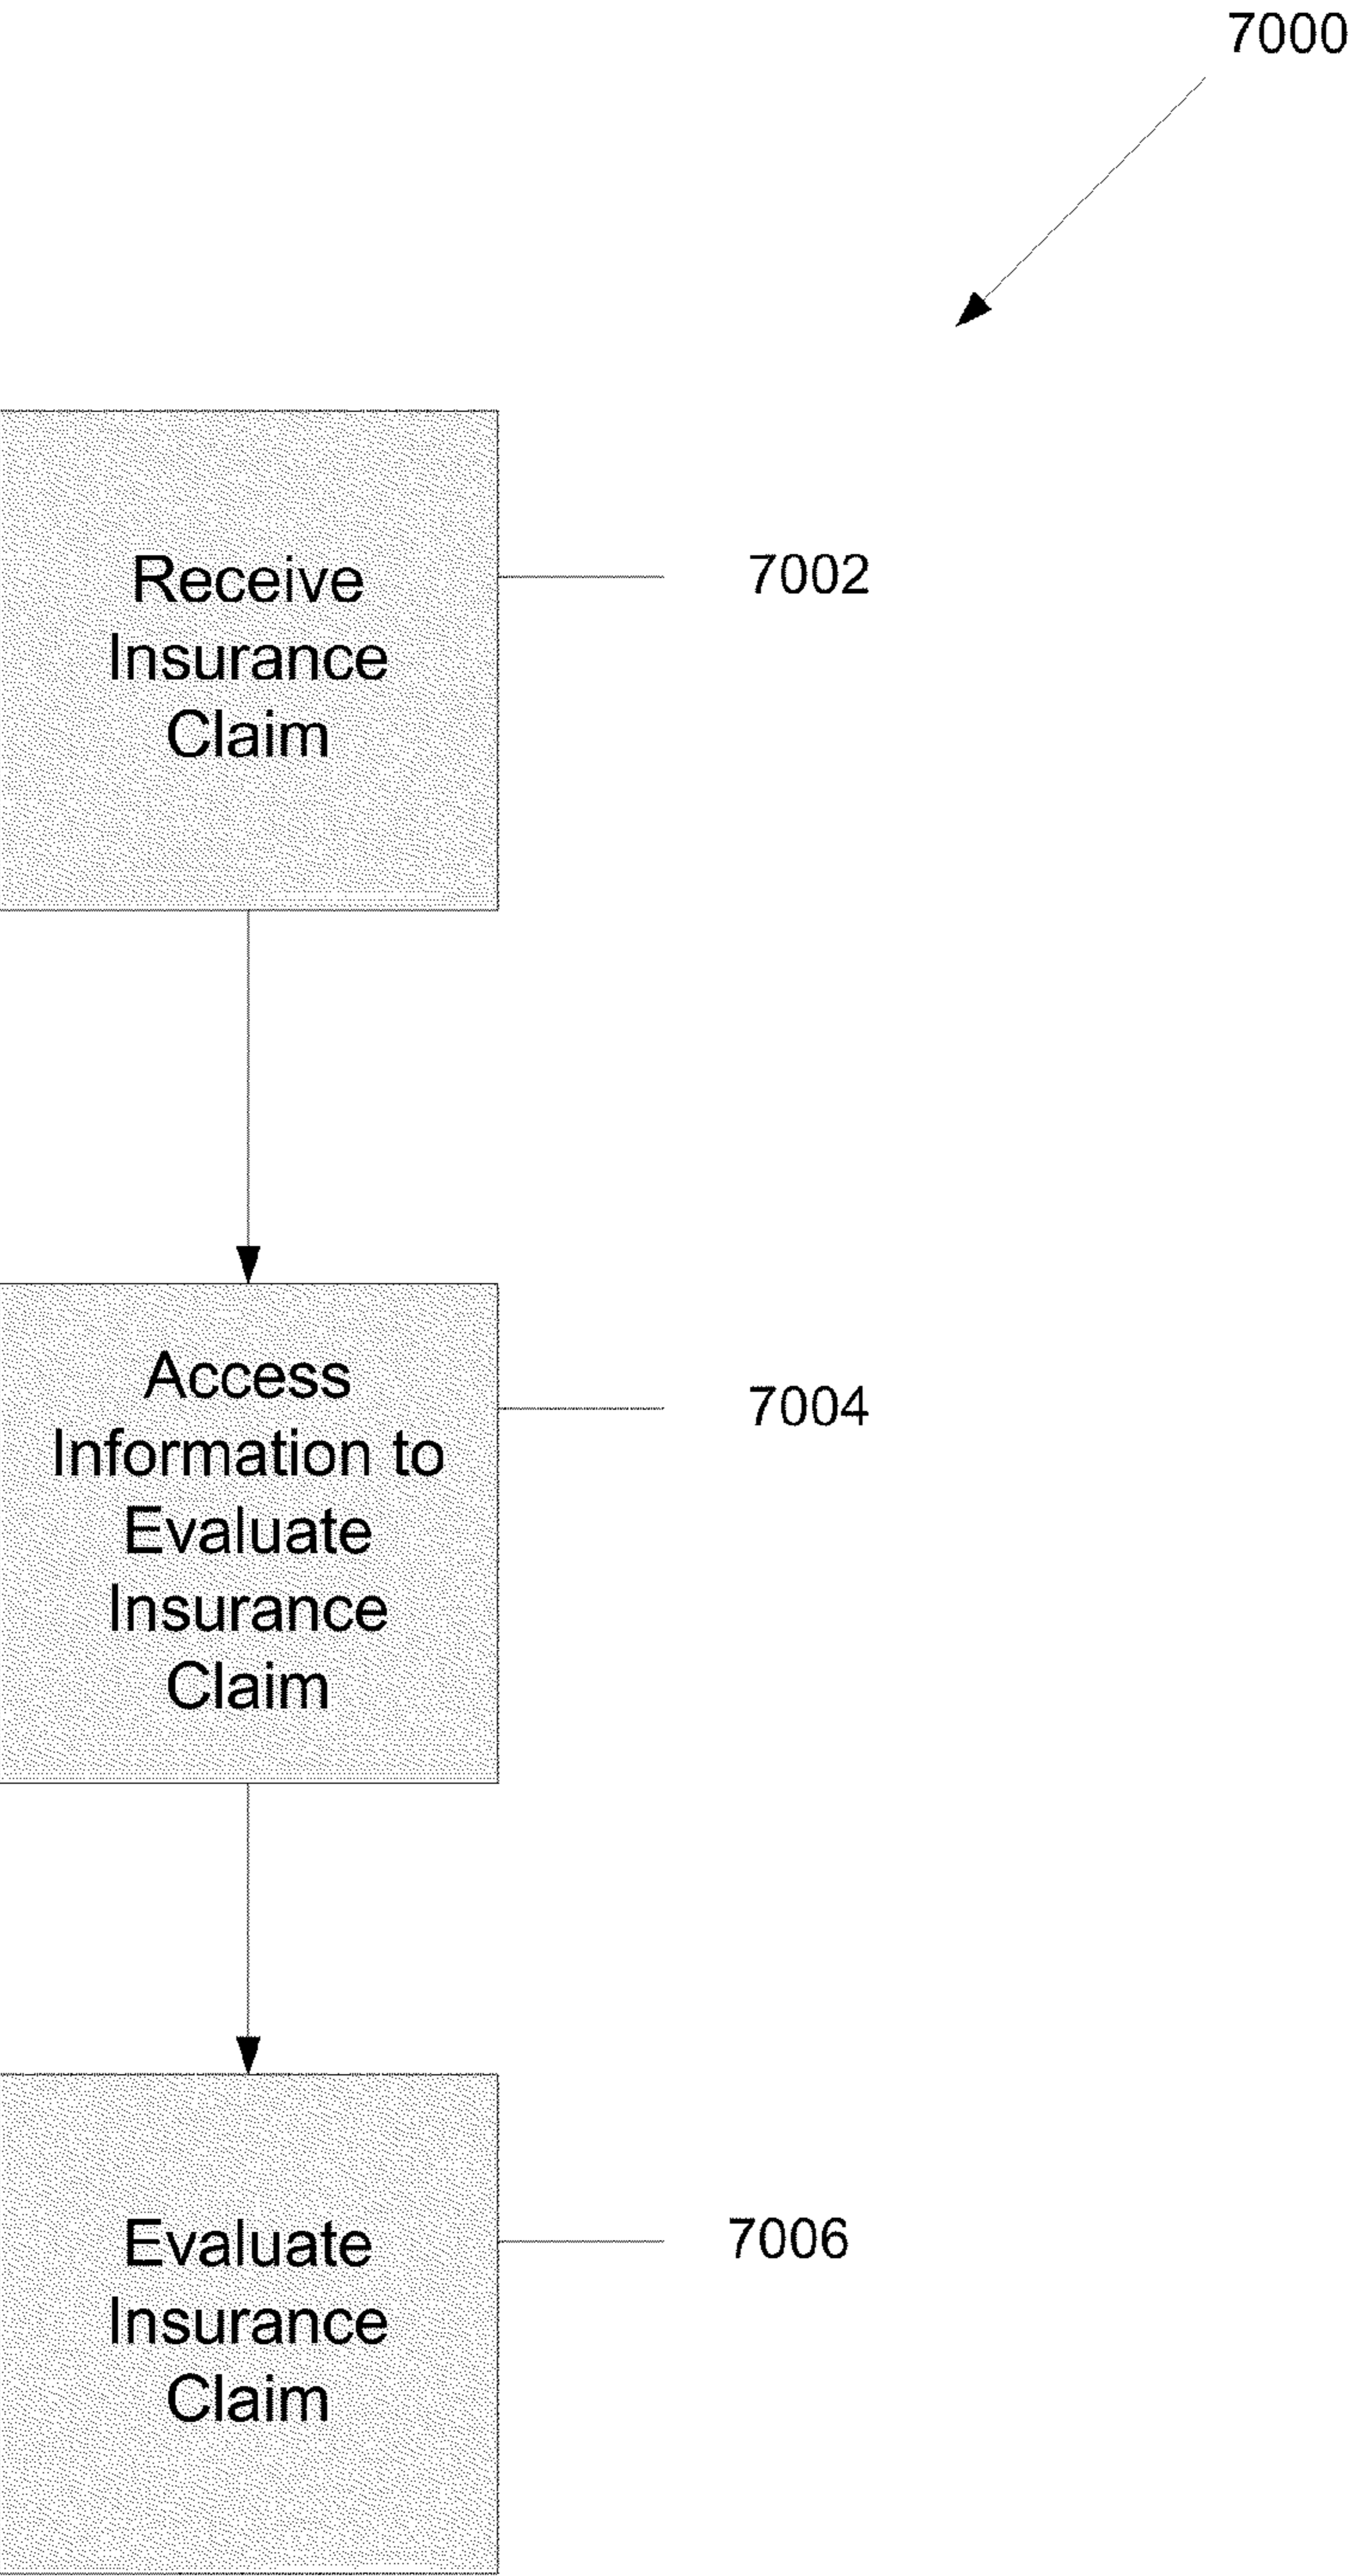 7000
Receive
Insurance
Claim
7002
Access
Information to
Evaluate
Insurance
Claim
7004
Evaluate
Insurance
Claim
7006